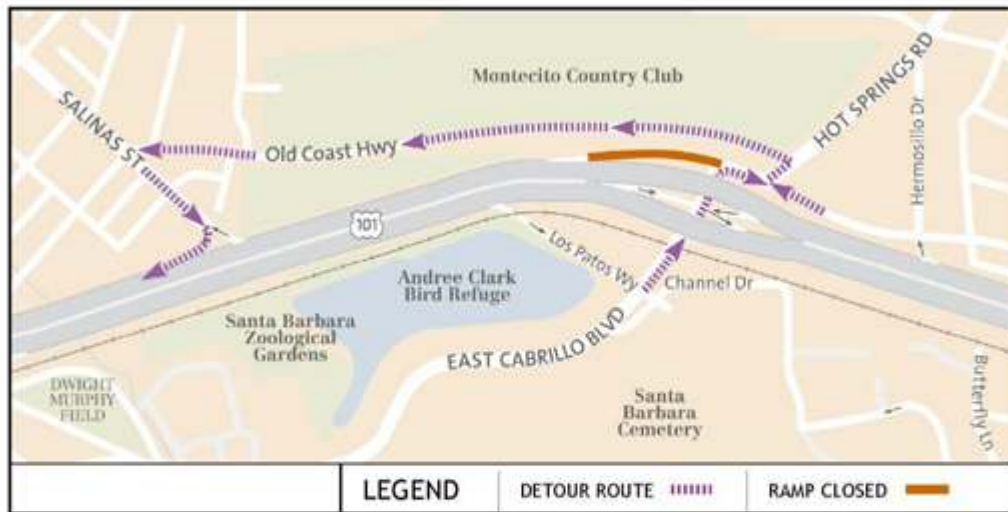 Montecito Country Club
SALINAS ST
Old Coast Hwy
HOT SPRINGS RD
Hermosillo Dr
101
Los Patos Wy
Channel Dr
Andree Clark
Bird Refuge
Santa Barbara
Zoological
Gardens
EAST CABRILLO BLVD
DWIGHT
MURPHY
FIELD
Santa
Barbara
Cemetery
Butterfly Ln
LEGEND
DETOUR ROUTE
RAMP CLOSED